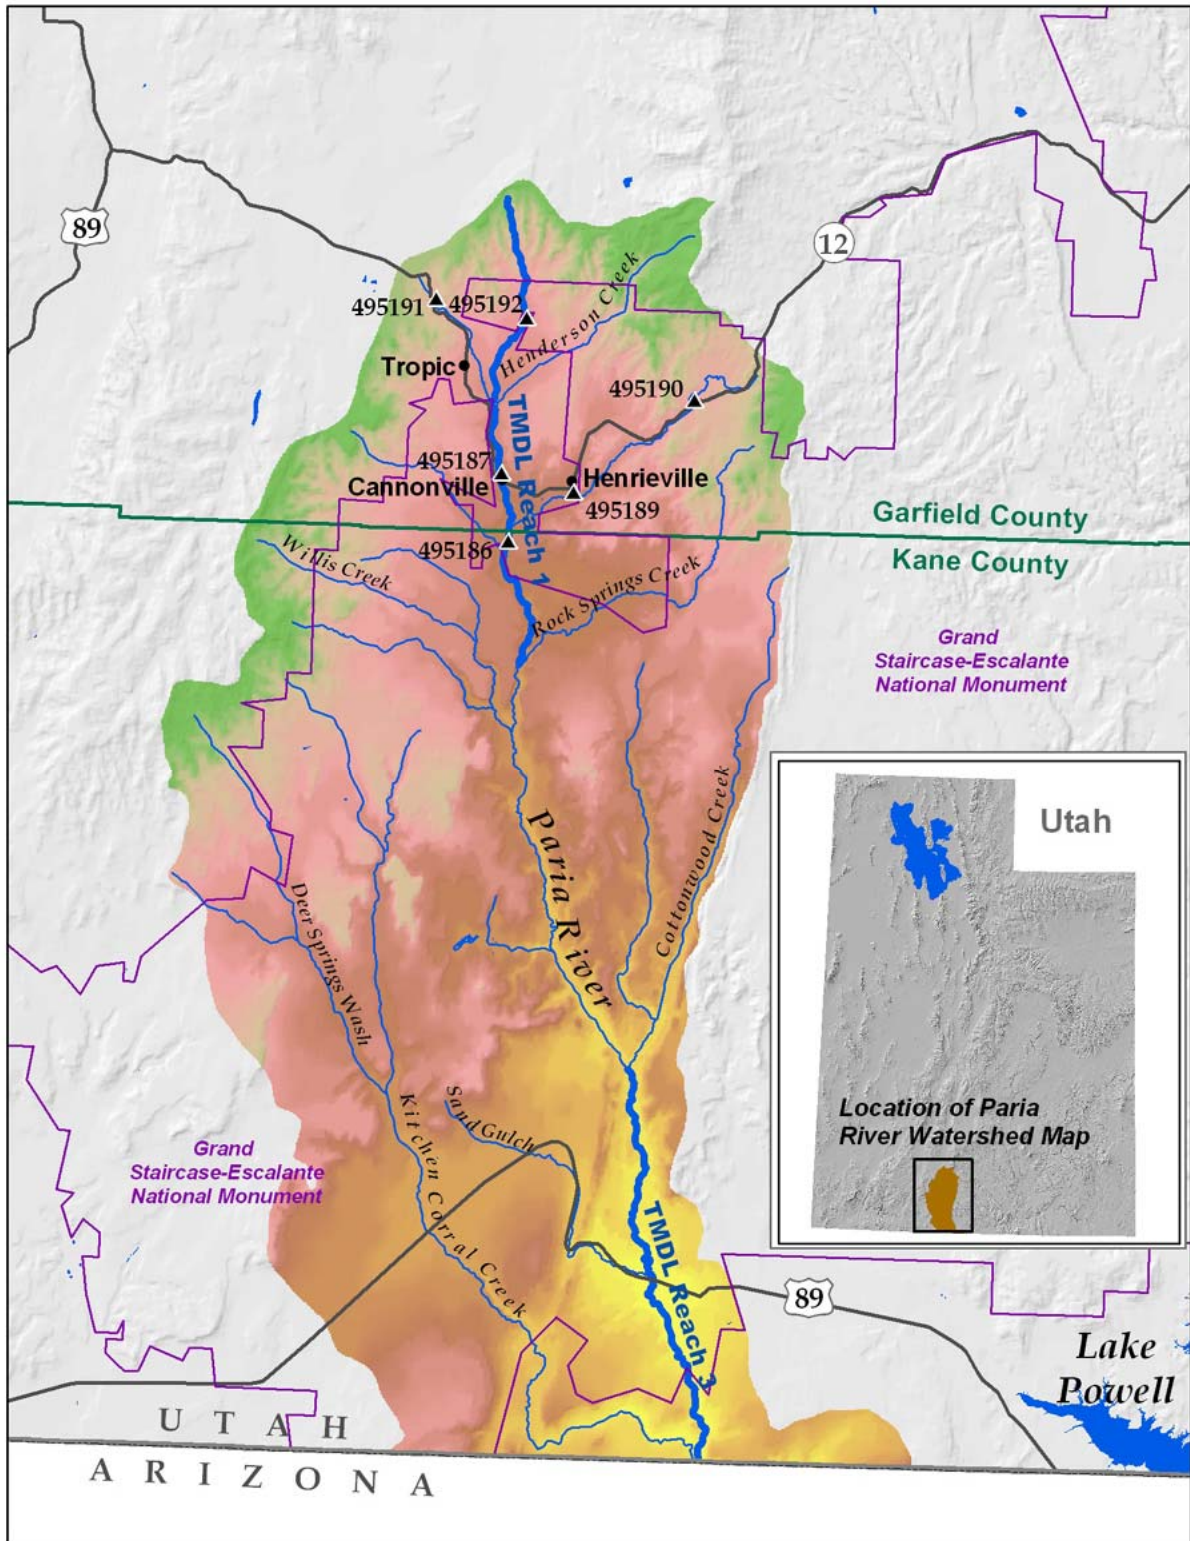 89
12
Henderson Creek
495191
495192
Tropic
495190
TMDL Reach 1
495187
Cannonville
Henrieville
495189
Garfield County
495186
Kane County
Willis Creek
Rock Springs Creek
Grand
Staircase-Escalante
National Monument
Utah
Paria River
Cottonwood Creek
Deer Springs Wash
Location of Paria
River Watershed Map
Kitchen Corral Creek
Sand Gulch
Grand
Staircase-Escalante
National Monument
TMDL Reach 3
89
Lake
Powell
UTAH
ARIZONA